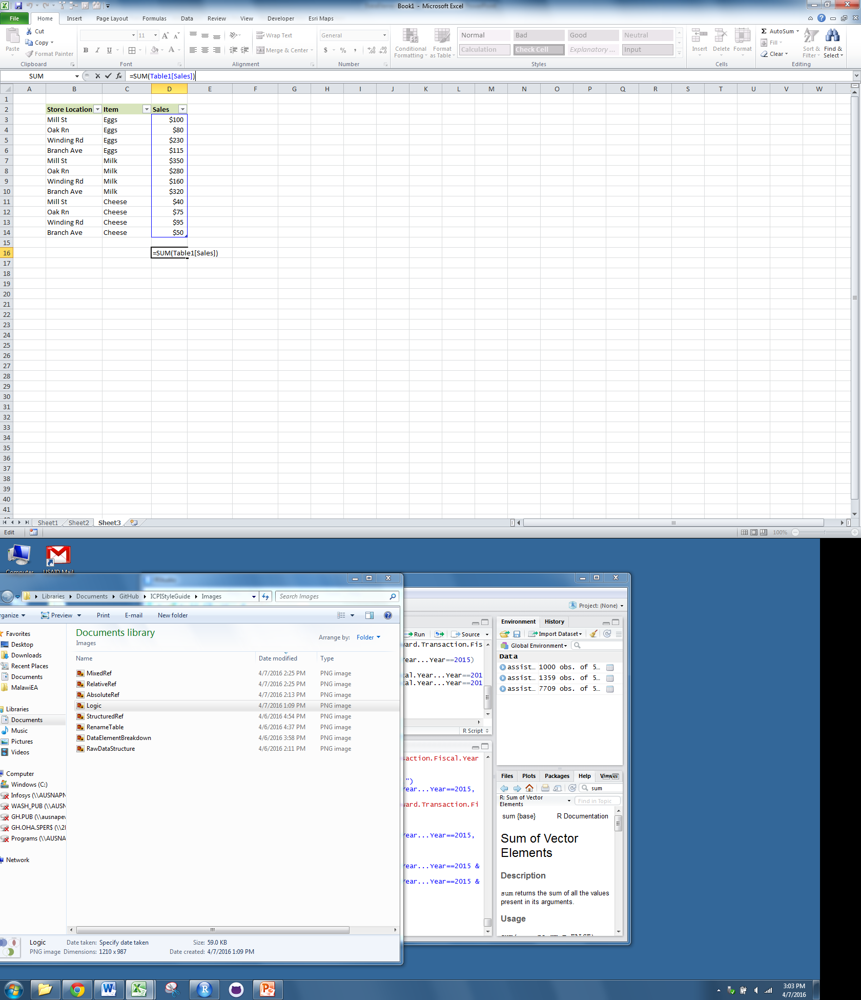 Book1 - Microsoft Excel
File Home Insert Page Layout Formulas Data Review View Developer Esri Maps
Paste
Cut
Copy
Format Painter
Clipboard
11
Font
Wrap Text
Merge & Center
Alignment
General
$ % ,
Number
Conditional Formatting
Format as Table
Normal Bad Good Neutral
Calculation Check Cell Explanatory ... Input
Styles
Insert Delete Format
Cells
AutoSum
Fill
Clear
Sort & Filter
Find & Select
Editing
SUM =SUM(Table1[Sales])
A B C D E F G H I J K L M N O P Q R S T U V W
1
2 Store Location Item Sales
3 Mill St Eggs $100
4 Oak Rn Eggs $80
5 Winding Rd Eggs $230
6 Branch Ave Eggs $115
7 Mill St Milk $350
8 Oak Rn Milk $280
9 Winding Rd Milk $160
10 Branch Ave Milk $320
11 Mill St Cheese $40
12 Oak Rn Cheese $75
13 Winding Rd Cheese $95
14 Branch Ave Cheese $50
15
16 =SUM(Table1[Sales])
17
18
19
20
21
22
23
24
25
26
27
28
29
30
31
32
33
34
35
36
37
38
39
40
41
Sheet1 Sheet2 Sheet3
Edit 100%
Computer USAID Mail
Libraries Documents GitHub ICPIStyleGuide Images
Search Images
rganize Preview Print E-mail New folder
Favorites
Desktop
Downloads
Recent Places
Documents
MalawiEA
Libraries
Documents
Music
Pictures
Videos
Computer
Windows (C:)
Infosys (\\AUSNAPN
WASH_PUB (\\AUSN
GH.PUB (\\ausnapev
GH.OHA.SPER$ (\\2I
Programs (\\AUSNA
Network
Documents library
Images
Arrange by: Folder
Name Date modified Type
MixedRef 4/7/2016 2:25 PM PNG image
RelativeRef 4/7/2016 2:25 PM PNG image
AbsoluteRef 4/7/2016 2:13 PM PNG image
Logic 4/7/2016 1:09 PM PNG image
StructuredRef 4/6/2016 4:54 PM PNG image
RenameTable 4/6/2016 4:37 PM PNG image
DataElementBreakdown 4/6/2016 3:58 PM PNG image
RawDataStructure 4/6/2016 2:11 PM PNG image
Logic Date taken: Specify date taken Size: 59.0 KB
PNG image Dimensions: 1210 x 987 Date created: 4/7/2016 1:09 PM
Project: (None)
Run Source
ward.Transaction.Fis
Year...Year==2015)
cal.Year...Year==201
cal.Year...Year==201
R Script
saction.Fiscal.Year
")
Year...Year==2015,
ward.Transaction.Fi
Year...Year==2015,
Year...Year==2015 &
Year...Year==2015 &
Environment History
Import Dataset
Global Environment
Data
assist... 1000 obs. of 5...
assist... 1359 obs. of 5...
assist... 7709 obs. of 5...
Files Plots Packages Help Viewer
sum
R: Sum of Vector Elements
Find in Topic
sum {base} R Documentation
Sum of Vector
Elements
Description
sum returns the sum of all the values
present in its arguments.
Usage
3:03 PM
4/7/2016